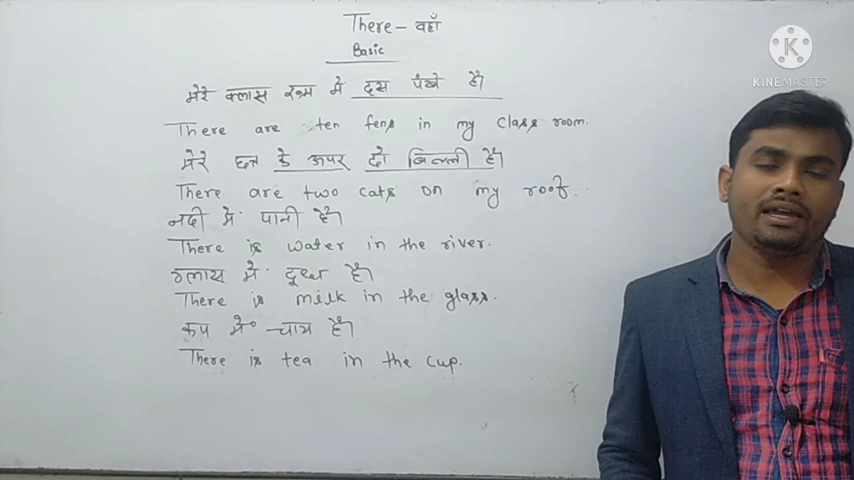 There - वहाँ
Basic
मेरे क्लास रूम में दस पंखे है।
There are ten fens in my class room.
मेरे छत के ऊपर दो बिल्ली है।
There are two cats on my roof.
नदी में पानी है।
There is water in the river.
ग्लास में दूध है।
There is milk in the glass.
कप में चाय है।
There is tea in the cup.
K
KINEMASTER